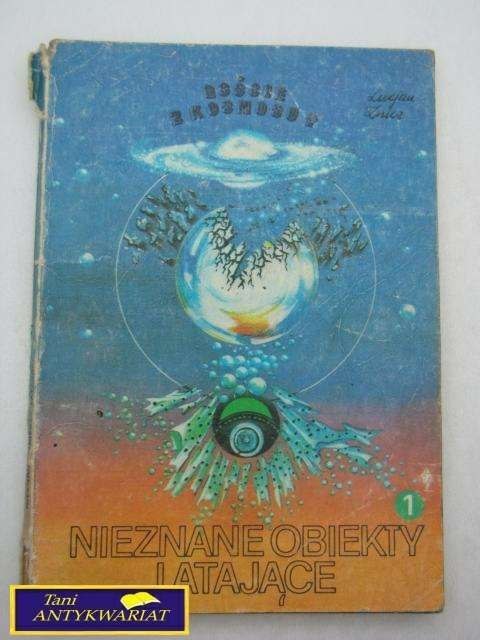 GOŚCIE
Z KOSMOSU?
Lucjan
Znicz
1
NIEZNANE OBIEKTY
LATAJĄCE
Tani
ANTYKWARIAT